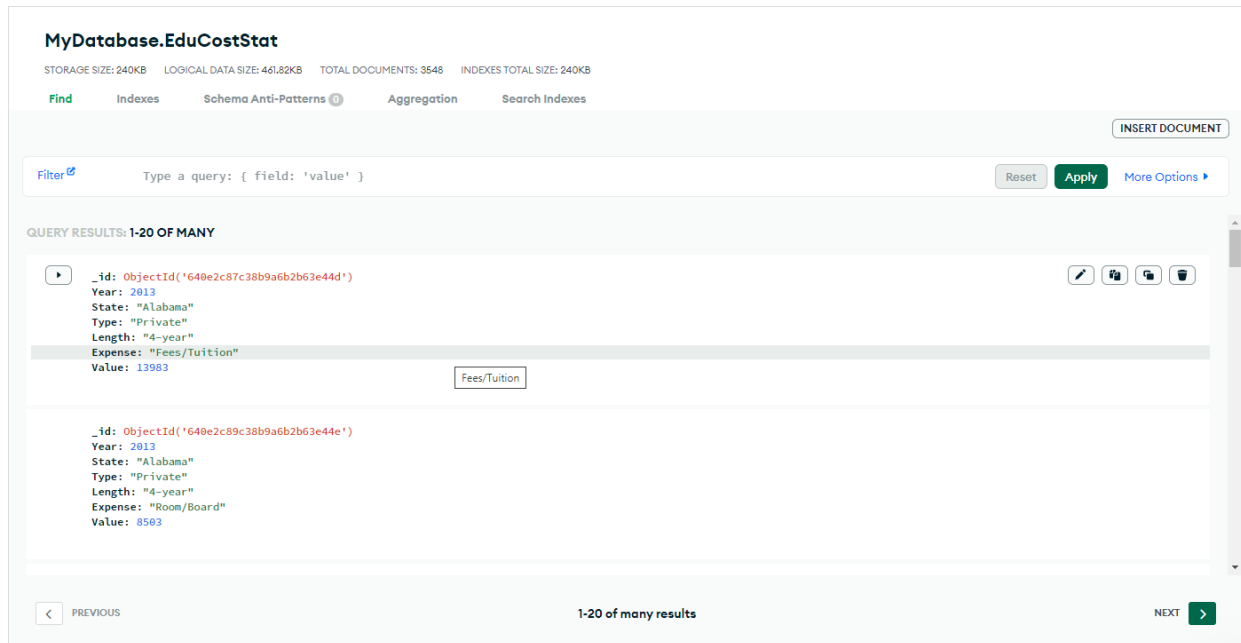 MyDatabase.EduCostStat
STORAGE SIZE: 240KB LOGICAL DATA SIZE: 461.82KB TOTAL DOCUMENTS: 3548 INDEXES TOTAL SIZE: 240KB
Find Indexes Schema Anti-Patterns 0 Aggregation Search Indexes
INSERT DOCUMENT
Filter Type a query: { field: 'value' } Reset Apply More Options
QUERY RESULTS: 1-20 OF MANY
_id: ObjectId('640e2c87c38b9a6b2b63e44d')
Year: 2013
State: "Alabama"
Type: "Private"
Length: "4-year"
Expense: "Fees/Tuition"
Value: 13983
Fees/Tuition
_id: ObjectId('640e2c89c38b9a6b2b63e44e')
Year: 2013
State: "Alabama"
Type: "Private"
Length: "4-year"
Expense: "Room/Board"
Value: 8503
PREVIOUS 1-20 of many results NEXT